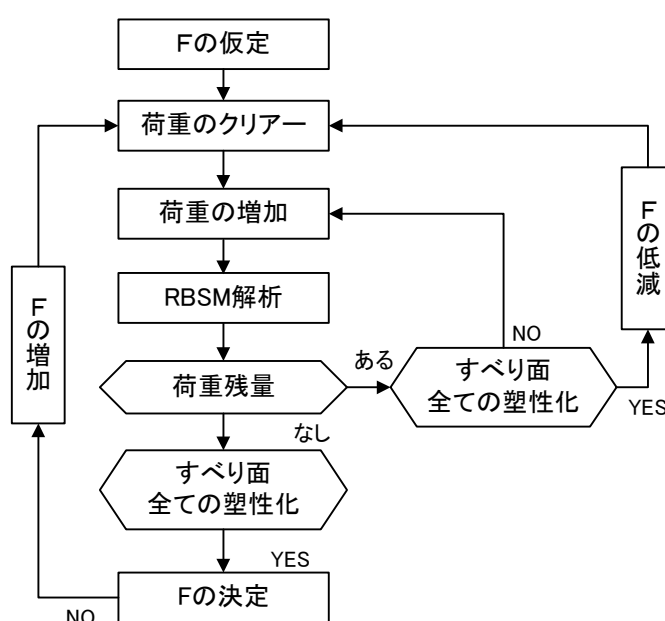 Fの仮定
荷重のクリアー
荷重の増加
RBSM解析
荷重残量
ある
なし
すべり面
全ての塑性化
NO
YES
すべり面
全ての塑性化
YES
Fの決定
NO
Fの増加
Fの低減